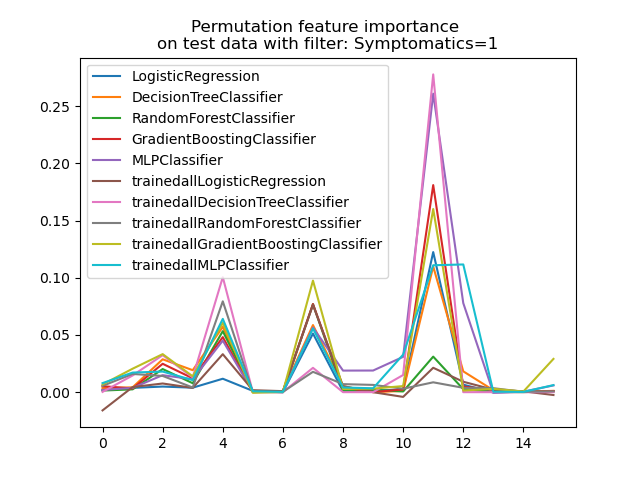 Permutation feature importance
on test data with filter: Symptomatics=1
LogisticRegression
DecisionTreeClassifier
RandomForestClassifier
GradientBoostingClassifier
MLPClassifier
trainedallLogisticRegression
trainedallDecisionTreeClassifier
trainedallRandomForestClassifier
trainedallGradientBoostingClassifier
trainedallMLPClassifier
0.25
0.20
0.15
0.10
0.05
0.00
0 2 4 6 8 10 12 14